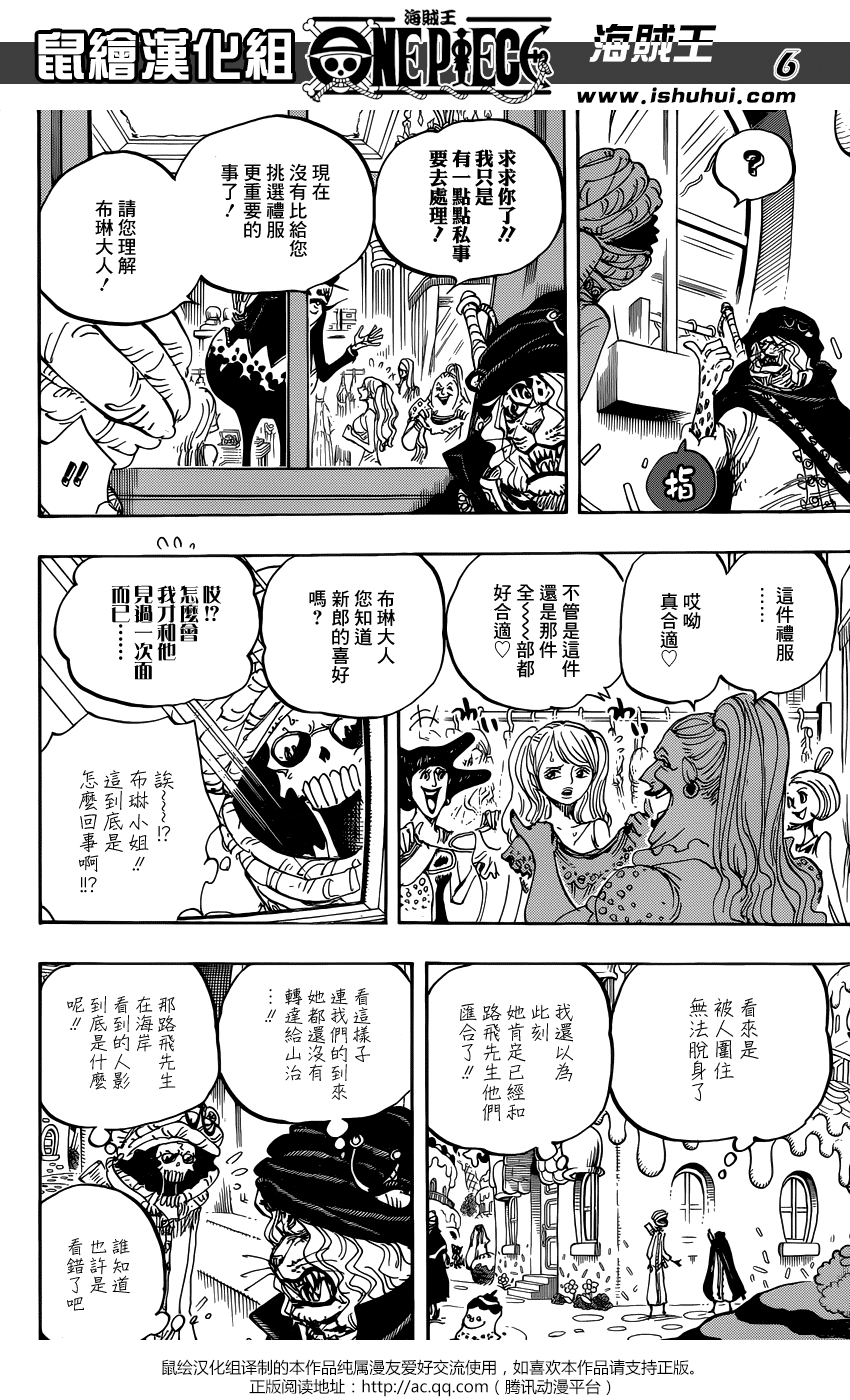 鼠繪漢化組
海賊王
ONE PIECE
海賊王
6
www.ishuhui.com
?
指
求求你了!!
我只是
有一點點私事
要去處理!
現在
沒有比給您
挑選禮服
更重要的
事了!
請您理解
布琳大人!
!!
這件禮服
……
哎呦
真合適♡
不管是這件
還是那件
全~~~部都
好合適♡
布琳大人
您知道
新郎的喜好
嗎?
哎!?
怎麼會
我才和他
見過一次面
而已……
誒~~!?
布琳小姐!!
這到底是
怎麼回事啊!!?
看來是
被人圍住
無法脫身了
我還以為
此刻
她肯定已經和
路飛先生他們
匯合了!!
看這樣子
連我們的到來
她都還沒有
轉達給山治
…!!
那路飛先生
在海岸
看到的人影
到底是什麼
呢!!
誰知道
也許是
看錯了吧
鼠绘汉化组译制的本作品纯属漫友爱好交流使用，如喜欢本作品请支持正版。
正版阅读地址：http://ac.qq.com（腾讯动漫平台）